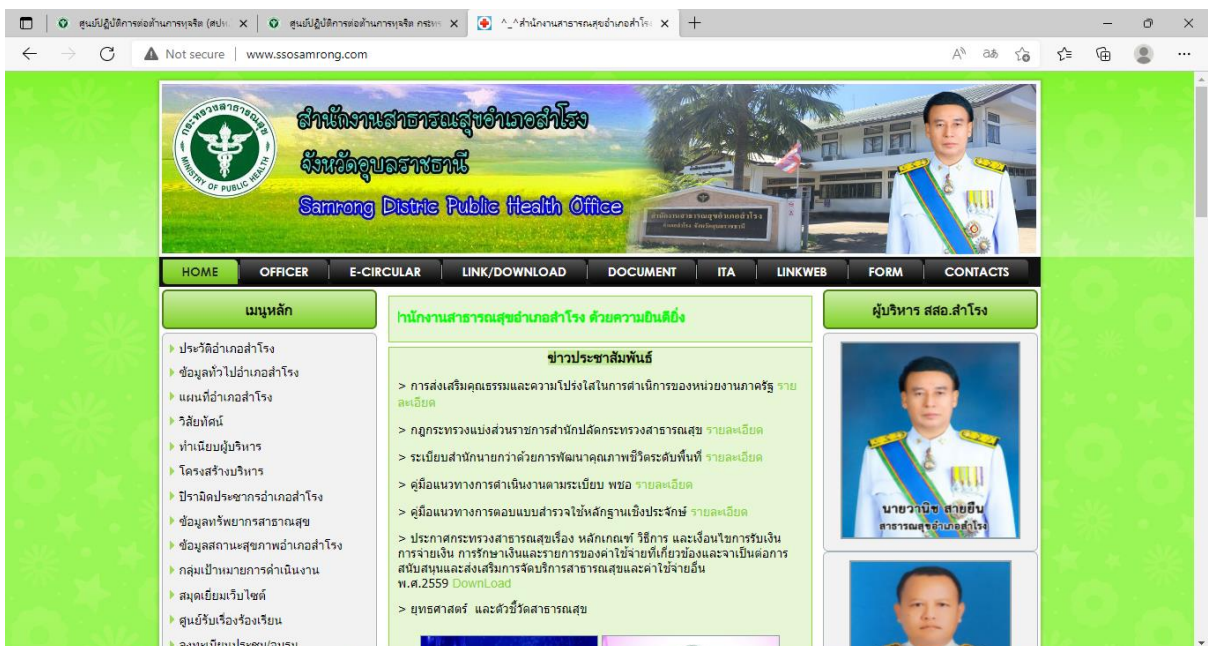 ศูนย์ปฏิบัติการต่อต้านการทุจริต (ศปท.
ศูนย์ปฏิบัติการต่อต้านการทุจริต กระทร
^_^สำนักงานสาธารณสุขอำเภอสำโรง
Not secure | www.ssosamrong.com
กระทรวงสาธารณสุข
MINISTRY OF PUBLIC HEALTH
สำนักงานสาธารณสุขอำเภอสำโรง
จังหวัดอุบลราชธานี
Samrong Distric Public Health Office
สำนักงานสาธารณสุขอำเภอสำโรง
HOME OFFICER E-CIRCULAR LINK/DOWNLOAD DOCUMENT ITA LINKWEB FORM CONTACTS
เมนูหลัก
ประวัติอำเภอสำโรง
ข้อมูลทั่วไปอำเภอสำโรง
แผนที่อำเภอสำโรง
วิสัยทัศน์
ทำเนียบผู้บริหาร
โครงสร้างบริหาร
ปิรามิดประชากรอำเภอสำโรง
ข้อมูลทรัพยากรสาธาณสุข
ข้อมูลสถานะสุขภาพอำเภอสำโรง
กลุ่มเป้าหมายการดำเนินงาน
สมุดเยี่ยมเว็บไซต์
ศูนย์รับเรื่องร้องเรียน
ลงทะเบียนประชุม/อบรม
สำนักงานสาธารณสุขอำเภอสำโรง ด้วยความยินดียิ่ง
ข่าวประชาสัมพันธ์
> การส่งเสริมคุณธรรมและความโปร่งใสในการดำเนิการของหน่วยงานภาครัฐ ราย
ละเอียด
> กฎกระทรวงแบ่งส่วนราชการสำนักปลัดกระทรวงสาธารณสุข รายละเอียด
> ระเบียบสำนักนายกว่าด้วยการพัฒนาคุณภาพชีวิตระดับพื้นที่ รายละเอียด
> คู่มือแนวทางการดำเนินงานตามระเบียบ พชอ รายละเอียด
> คู่มือแนวทางการตอบแบบสำรวจใช้หลักฐานเชิงประจักษ์ รายละเอียด
> ประกาศกระทรวงสาธารณสุขเรื่อง หลักเกณฑ์ วิธีการ และเงื่อนไขการรับเงิน
การจ่ายเงิน การรักษาเงินและรายการของค่าใช้จ่ายที่เกี่ยวข้องและจาเป็นต่อการ
สนับสนุนและส่งเสริมการจัดบริการสาธารณสุขและค่าใช้จ่ายอื่น
พ.ศ.2559 DownLoad
> ยุทธศาสตร์ และตัวชี้วัดสาธารณสุข
ผู้บริหาร สสอ.สำโรง
นายวานิช สายยืน
สาธารณสุขอำเภอสำโรง